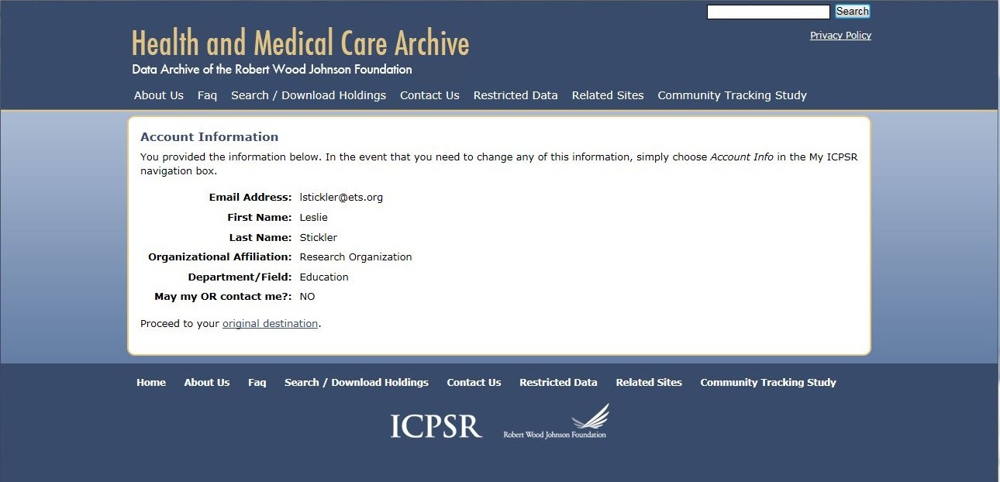 Search
Privacy Policy
Health and Medical Care Archive
Data Archive of the Robert Wood Johnson Foundation
About Us Faq Search / Download Holdings Contact Us Restricted Data Related Sites Community Tracking Study
Account Information
You provided the information below. In the event that you need to change any of this information, simply choose Account Info in the My ICPSR
navigation box.
Email Address: lstickler@ets.org
First Name: Leslie
Last Name: Stickler
Organizational Affiliation: Research Organization
Department/Field: Education
May my OR contact me?: NO
Proceed to your original destination.
Home About Us Faq Search / Download Holdings Contact Us Restricted Data Related Sites Community Tracking Study
ICPSR
Robert Wood Johnson Foundation